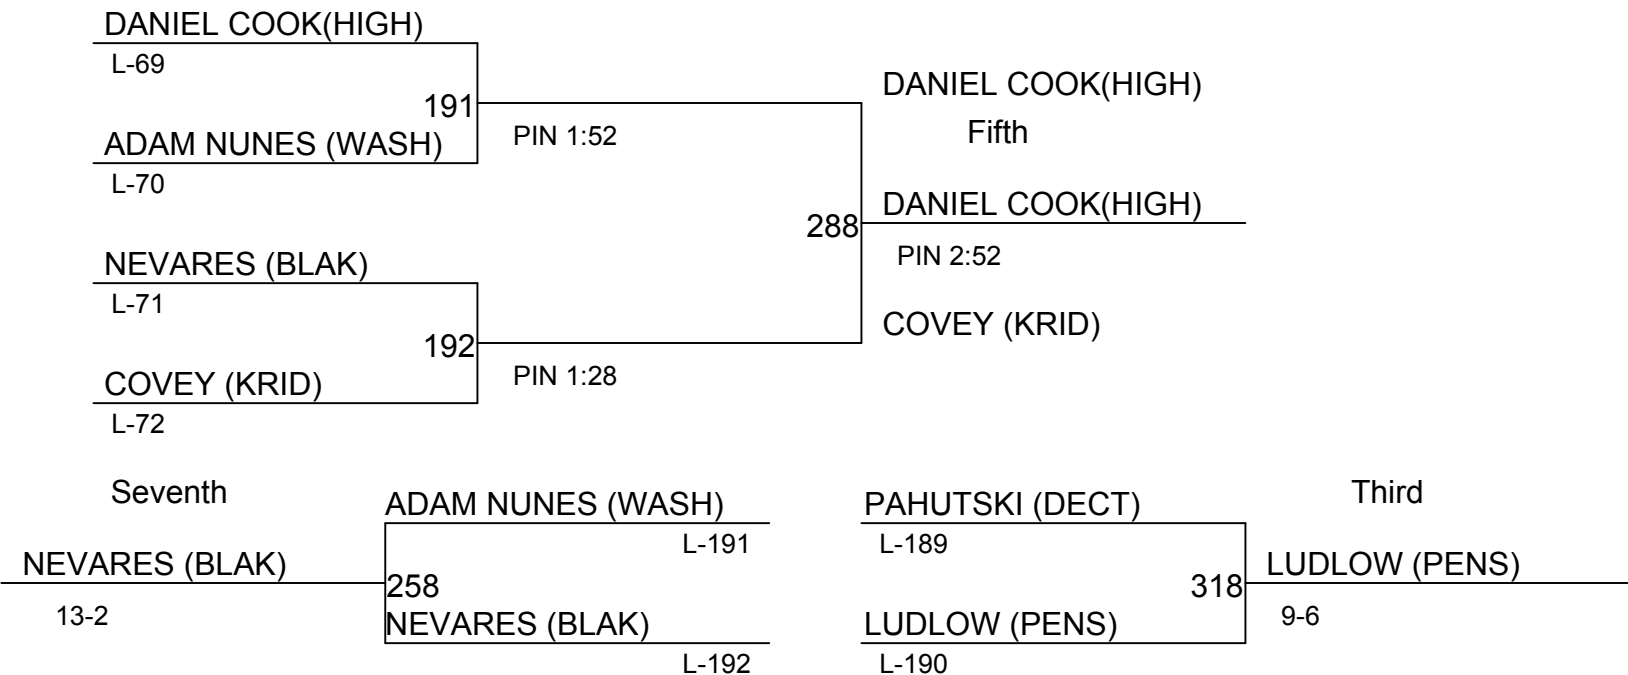 DANIEL COOK(HIGH)
L-69
191
DANIEL COOK(HIGH)
PIN 1:52
Fifth
ADAM NUNES (WASH)
L-70
DANIEL COOK(HIGH)
288
PIN 2:52
NEVARES (BLAK)
L-71
COVEY (KRID)
192
PIN 1:28
COVEY (KRID)
L-72
Seventh
ADAM NUNES (WASH)
L-191
NEVARES (BLAK)
258
13-2
NEVARES (BLAK)
L-192
PAHUTSKI (DECT)
Third
L-189
LUDLOW (PENS)
318
9-6
LUDLOW (PENS)
L-190